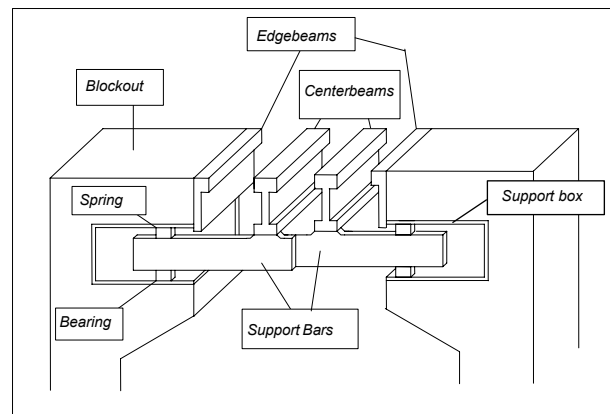 Edgebeams
Blockout
Centerbeams
Spring
Support box
Bearing
Support Bars